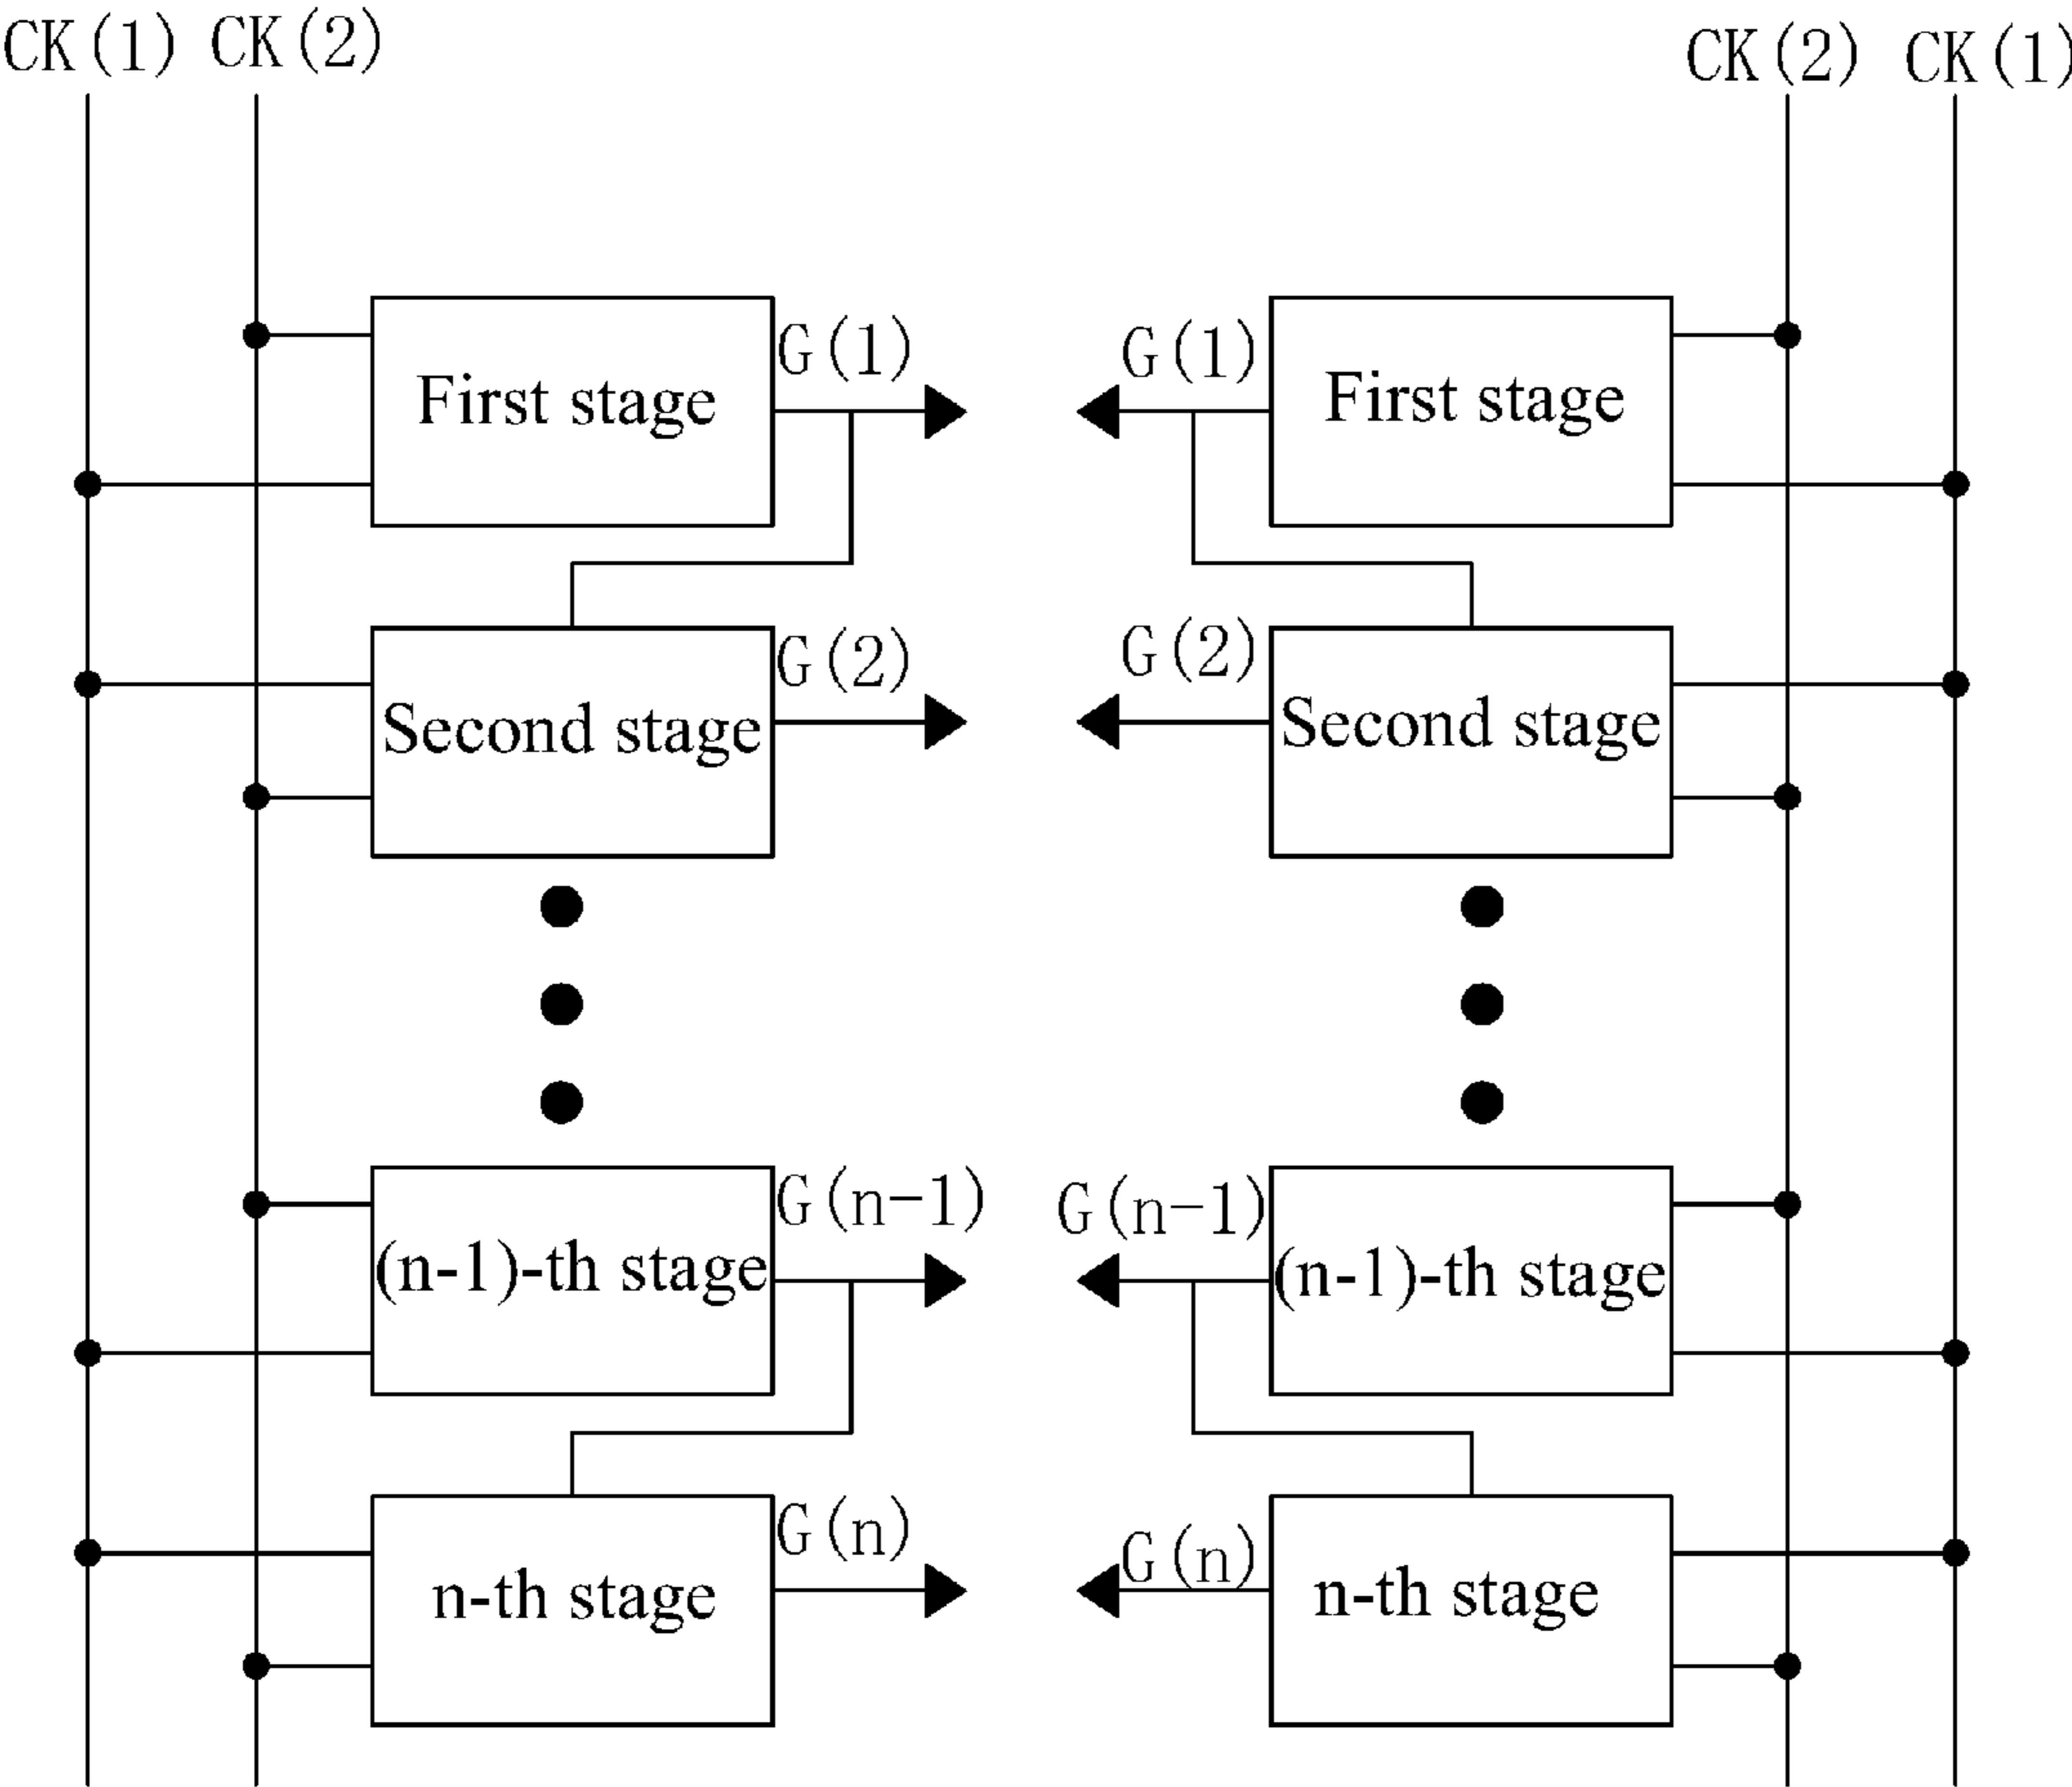 CK(1) CK(2) CK(2) CK(1)
G(1) G(1)
First stage First stage
G(2) G(2)
Second stage Second stage
G(n-1) G(n-1)
(n-1)-th stage (n-1)-th stage
G(n) G(n)
n-th stage n-th stage